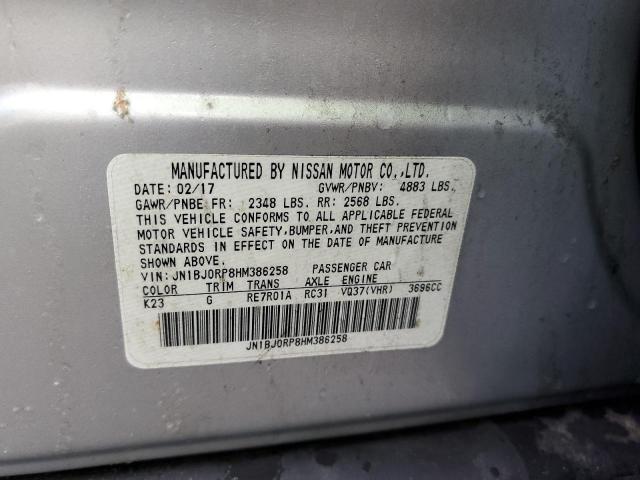 MANUFACTURED BY NISSAN MOTOR CO.,LTD.
DATE: 02/17 GVWR/PNBV: 4883 LBS.
GAWR/PNBE FR: 2348 LBS. RR: 2568 LBS.
THIS VEHICLE CONFORMS TO ALL APPLICABLE FEDERAL
MOTOR VEHICLE SAFETY,BUMPER,AND THEFT PREVENTION
STANDARDS IN EFFECT ON THE DATE OF MANUFACTURE
SHOWN ABOVE.
VIN: JN1BJ0RP8HM386258 PASSENGER CAR
COLOR TRIM TRANS AXLE ENGINE
K23 G RE7R01A RC31 VQ37(VHR) 3696CC
JN1BJ0RP8HM386258